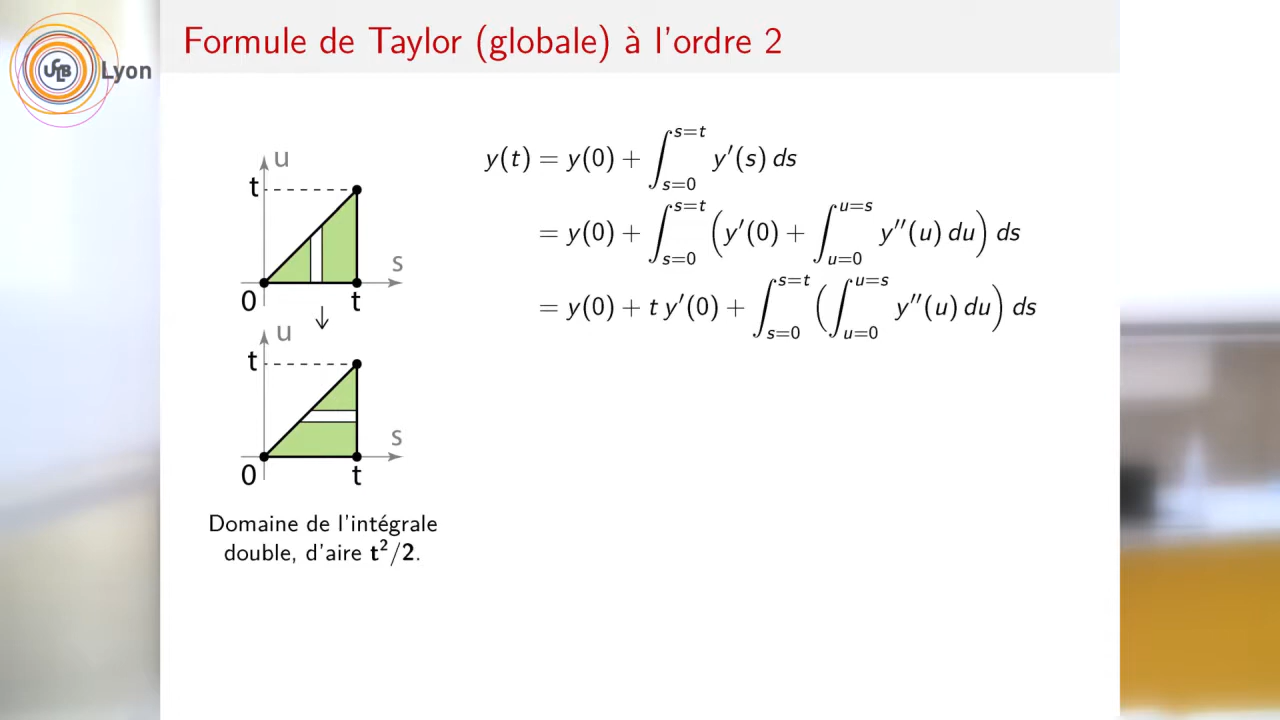 Formule de Taylor (globale) à l'ordre 2
UCBL Lyon
u
t
s
0 t
u
t
s
0 t
Domaine de l'intégrale
double, d'aire t²/2.
y(t) = y(0) + ∫_{s=0}^{s=t} y′(s) ds
= y(0) + ∫_{s=0}^{s=t} (y′(0) + ∫_{u=0}^{u=s} y″(u) du) ds
= y(0) + t y′(0) + ∫_{s=0}^{s=t} (∫_{u=0}^{u=s} y″(u) du) ds